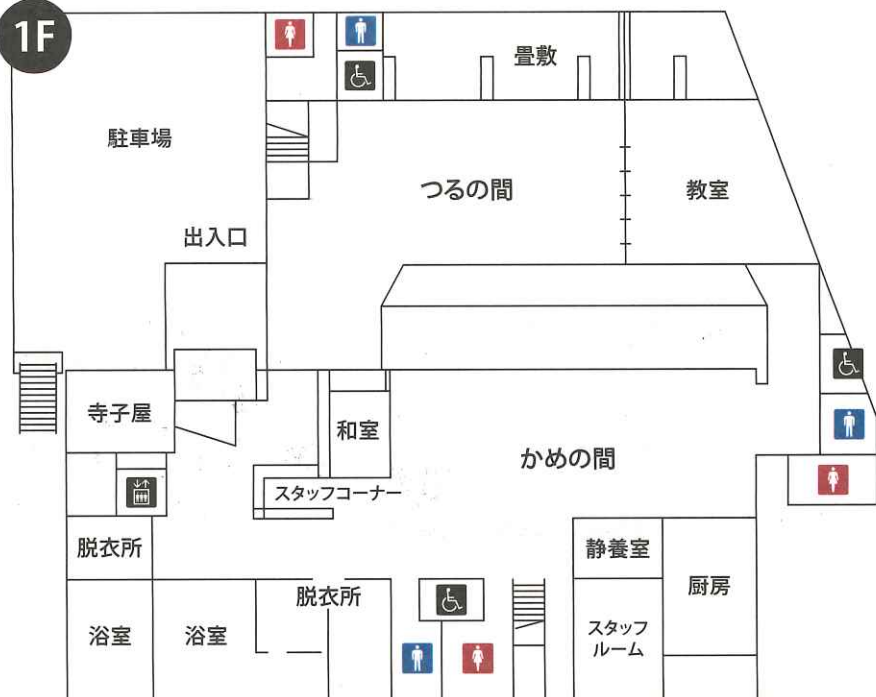 1F
畳敷
駐車場
つるの間
教室
出入口
寺子屋
和室
かめの間
スタッフコーナー
脱衣所
静養室
厨房
脱衣所
浴室
浴室
スタッフ
ルーム